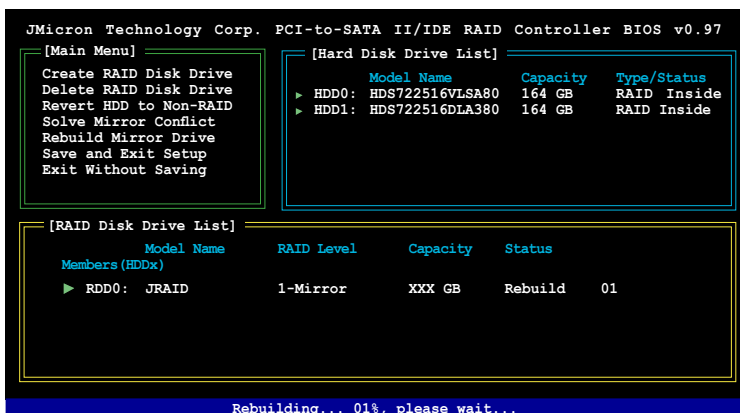 JMicron Technology Corp. PCI-to-SATA II/IDE RAID Controller BIOS v0.97
[Main Menu]
Create RAID Disk Drive
Delete RAID Disk Drive
Revert HDD to Non-RAID
Solve Mirror Conflict
Rebuild Mirror Drive
Save and Exit Setup
Exit Without Saving
[Hard Disk Drive List]
Model Name Capacity Type/Status
HDD0: HDS722516VLSA80 164 GB RAID Inside
HDD1: HDS722516DLA380 164 GB RAID Inside
[RAID Disk Drive List]
Model Name RAID Level Capacity Status
Members(HDDx)
RDD0: JRAID 1-Mirror XXX GB Rebuild 01
Rebuilding... 01%, please wait...